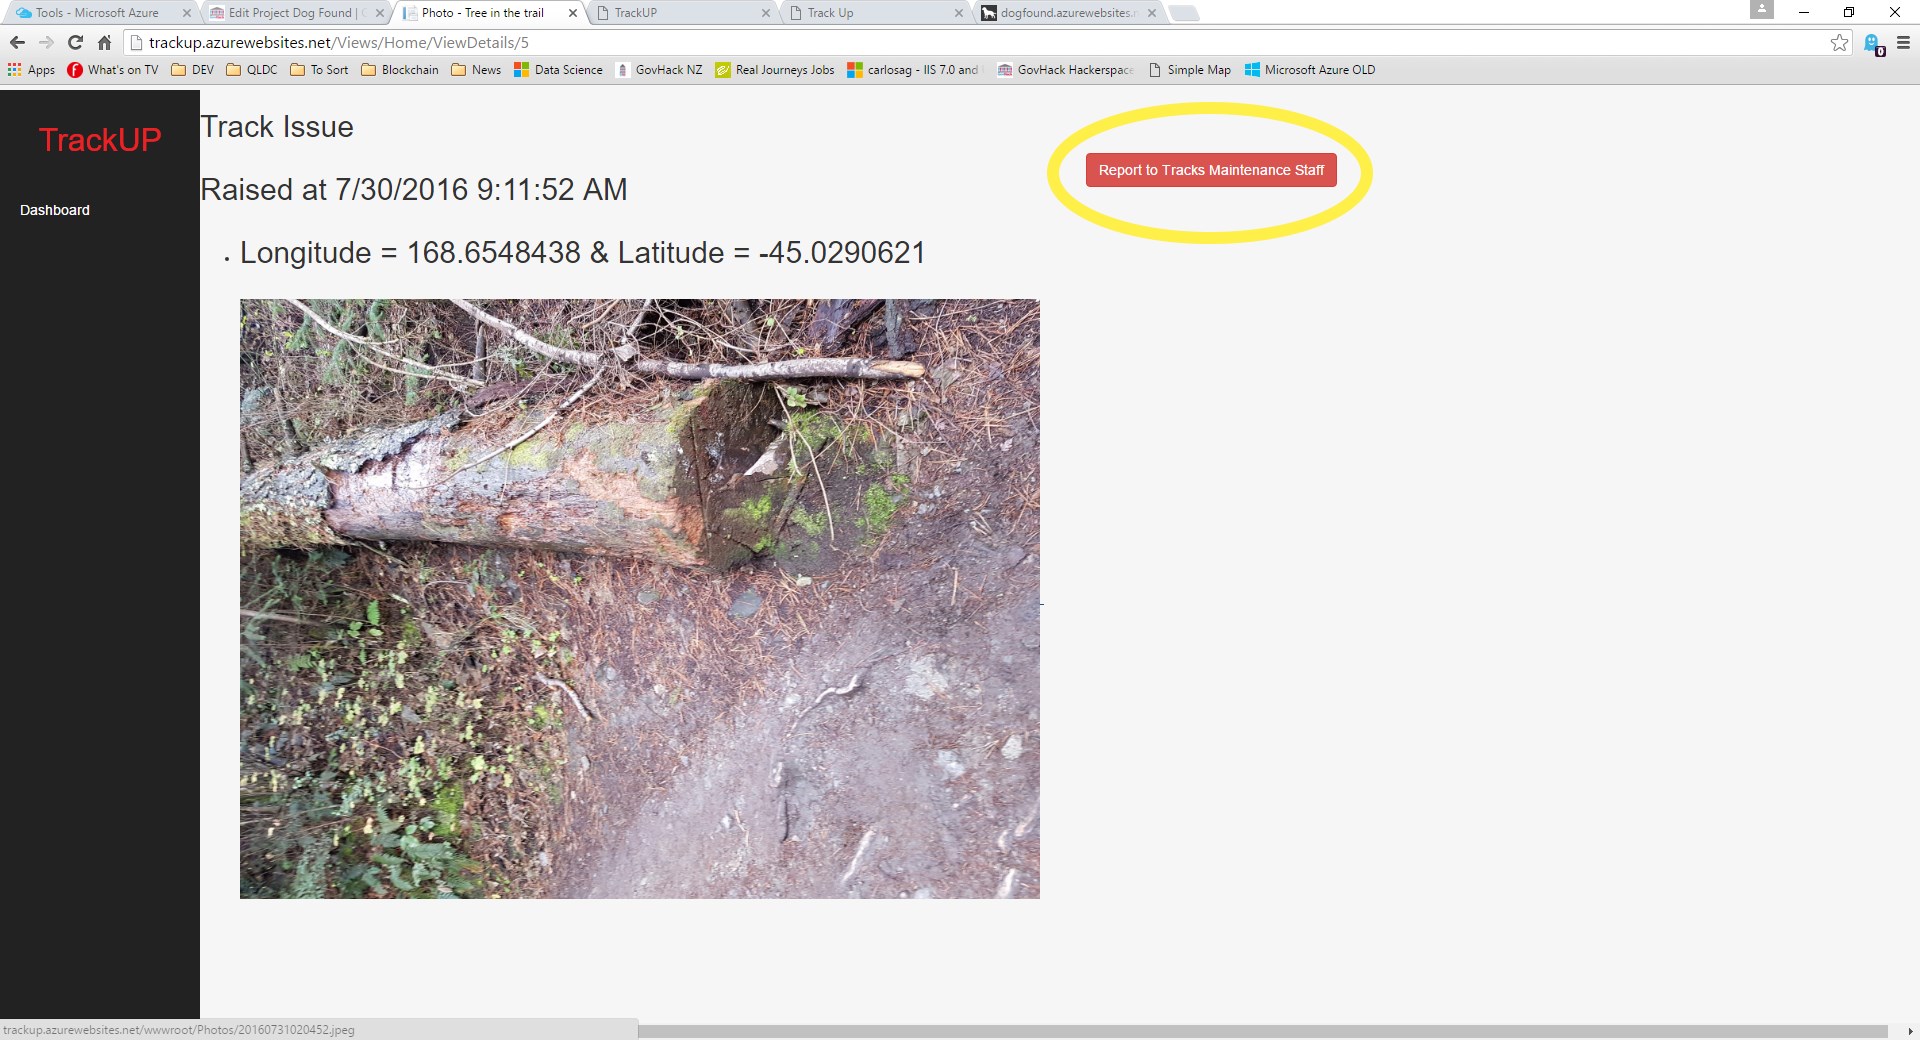 Tools - Microsoft Azure
Edit Project Dog Found |
Photo - Tree in the trail
TrackUP
Track Up
dogfound.azurewebsites.
trackup.azurewebsites.net/Views/Home/ViewDetails/5
0
Apps
What's on TV
DEV
QLDC
To Sort
Blockchain
News
Data Science
GovHack NZ
Real Journeys Jobs
carlosag - IIS 7.0 and
GovHack Hackerspace
Simple Map
Microsoft Azure OLD
TrackUP
Dashboard
Track Issue
Report to Tracks Maintenance Staff
Raised at 7/30/2016 9:11:52 AM
• Longitude = 168.6548438 & Latitude = -45.0290621
trackup.azurewebsites.net/wwwroot/Photos/20160731020452.jpeg